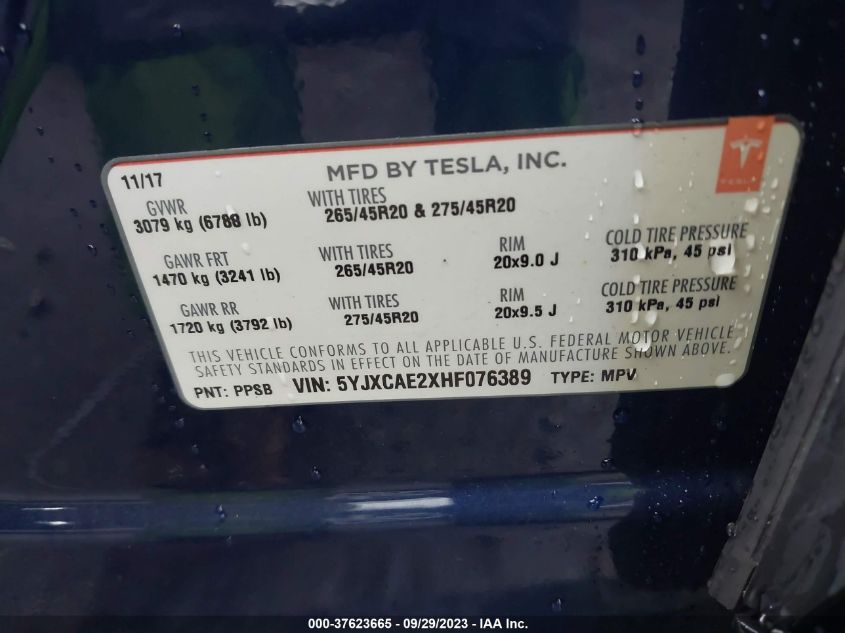 MFD BY TESLA, INC.
TESLA
11/17
GVWR
3079 kg (6788 lb)
WITH TIRES
265/45R20 & 275/45R20
GAWR FRT
1470 kg (3241 lb)
WITH TIRES
265/45R20
RIM
20x9.0 J
COLD TIRE PRESSURE
310 kPa, 45 psi
GAWR RR
1720 kg (3792 lb)
WITH TIRES
275/45R20
RIM
20x9.5 J
COLD TIRE PRESSURE
310 kPa, 45 psi
THIS VEHICLE CONFORMS TO ALL APPLICABLE U.S. FEDERAL MOTOR VEHICLE
SAFETY STANDARDS IN EFFECT ON THE DATE OF MANUFACTURE SHOWN ABOVE.
PNT: PPSB VIN: 5YJXCAE2XHF076389 TYPE: MPV
000-37623665 - 09/29/2023 - IAA Inc.